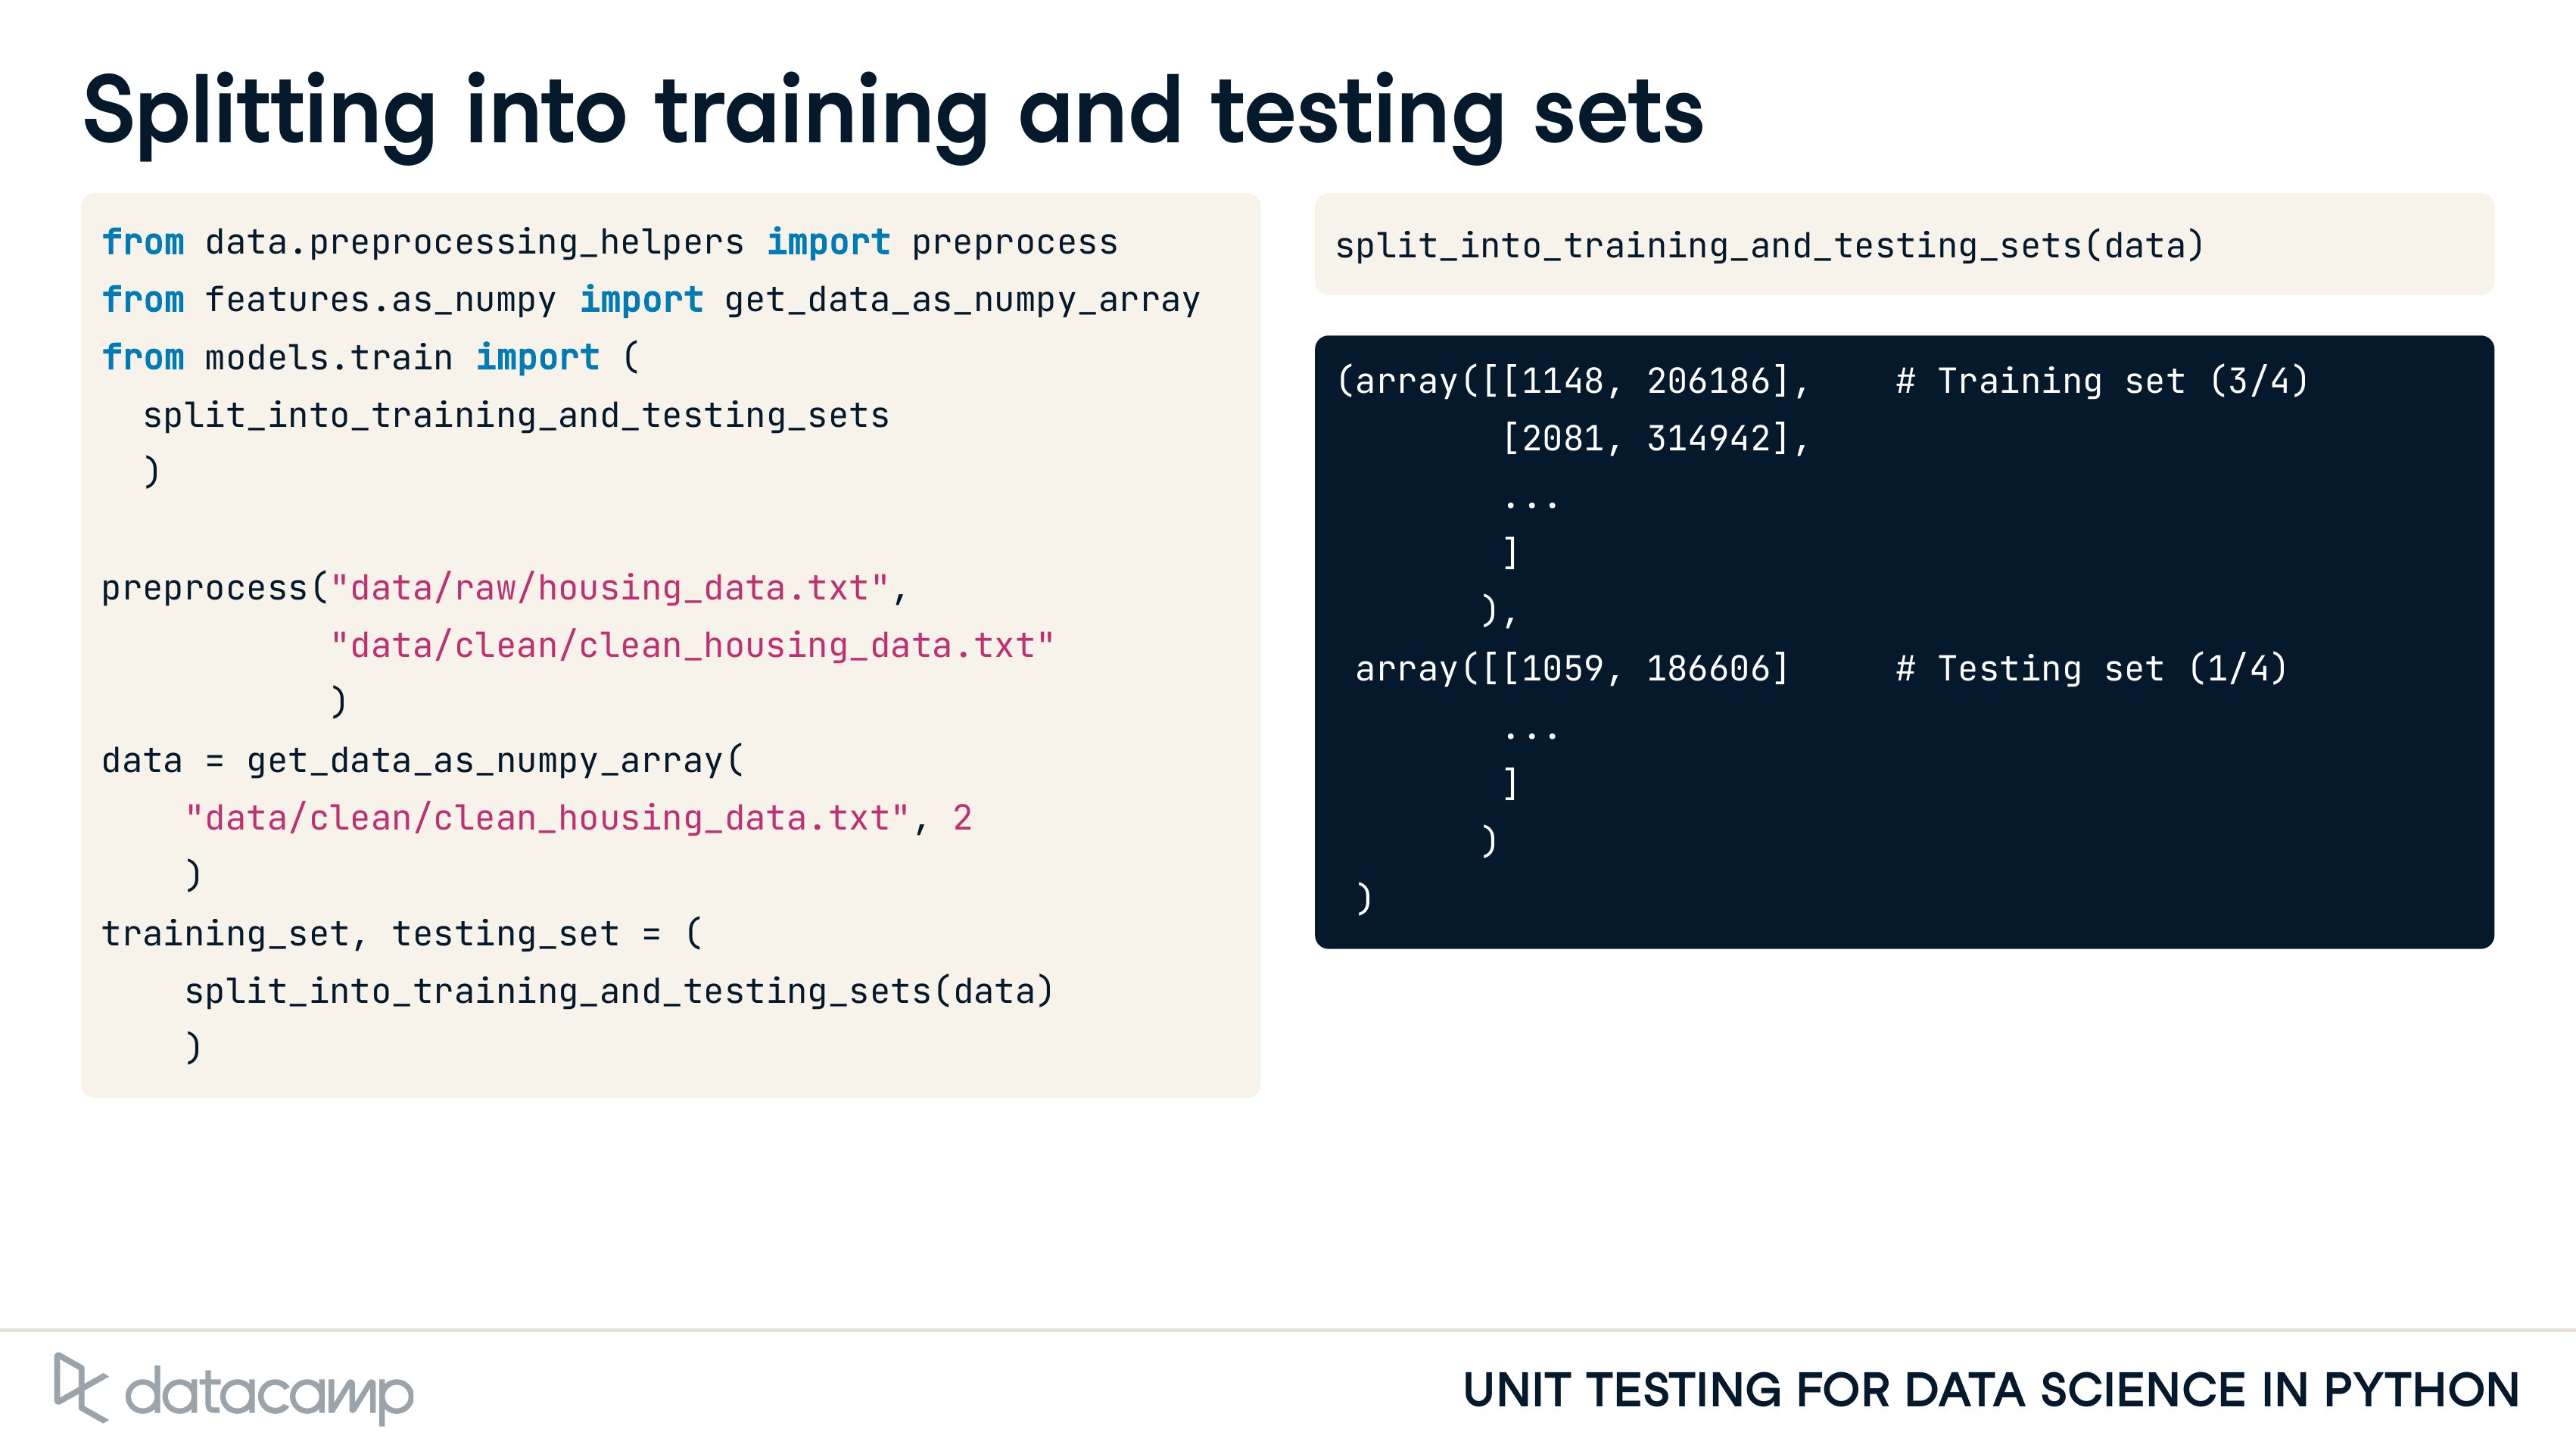 Splitting into training and testing sets
from data.preprocessing_helpers import preprocess
from features.as_numpy import get_data_as_numpy_array
from models.train import (
  split_into_training_and_testing_sets
  )
preprocess("data/raw/housing_data.txt",
           "data/clean/clean_housing_data.txt"
           )
data = get_data_as_numpy_array(
    "data/clean/clean_housing_data.txt", 2
    )
training_set, testing_set = (
    split_into_training_and_testing_sets(data)
    )
split_into_training_and_testing_sets(data)
(array([[1148, 206186],    # Training set (3/4)
        [2081, 314942],
        ...
        ]
       ),
 array([[1059, 186606]     # Testing set (1/4)
        ...
        ]
       )
 )
datacamp
UNIT TESTING FOR DATA SCIENCE IN PYTHON